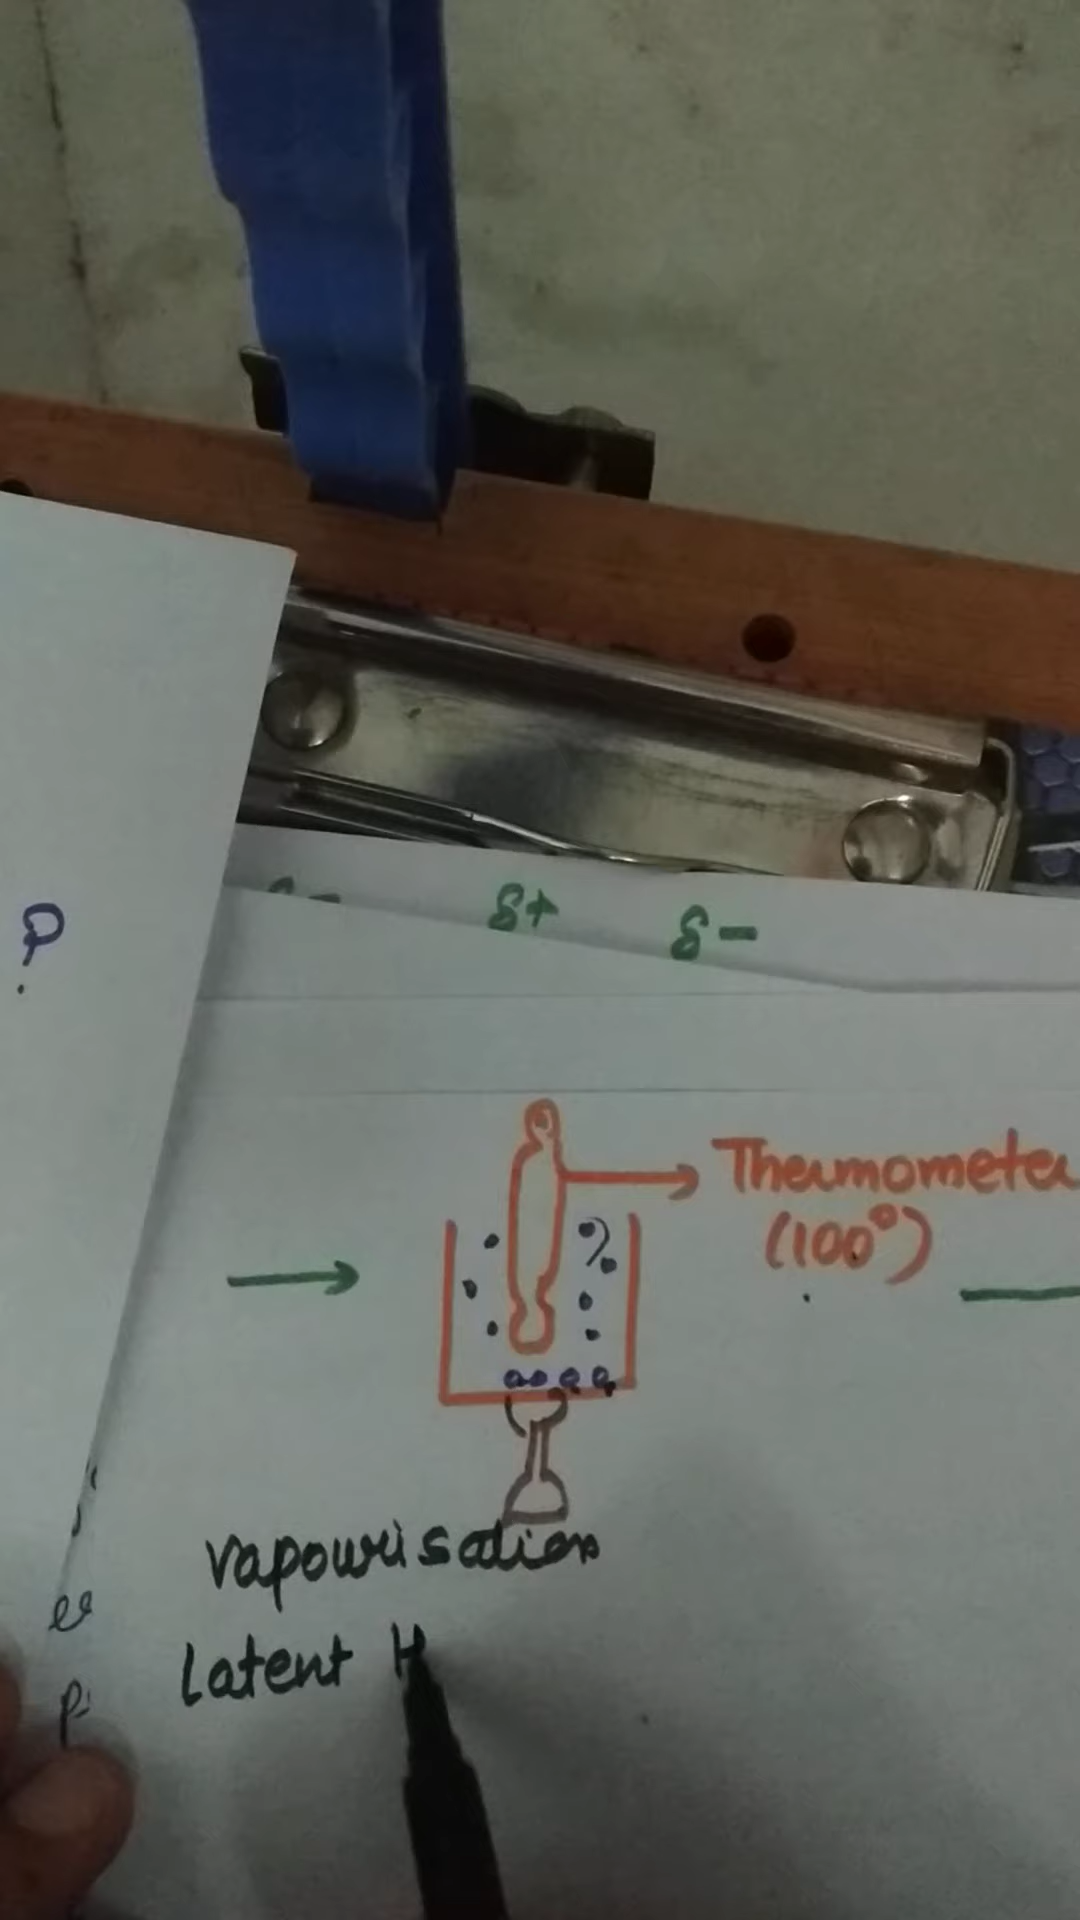 δ+ δ-
?
Thermometer
(100°)
vapourisation
Latent H